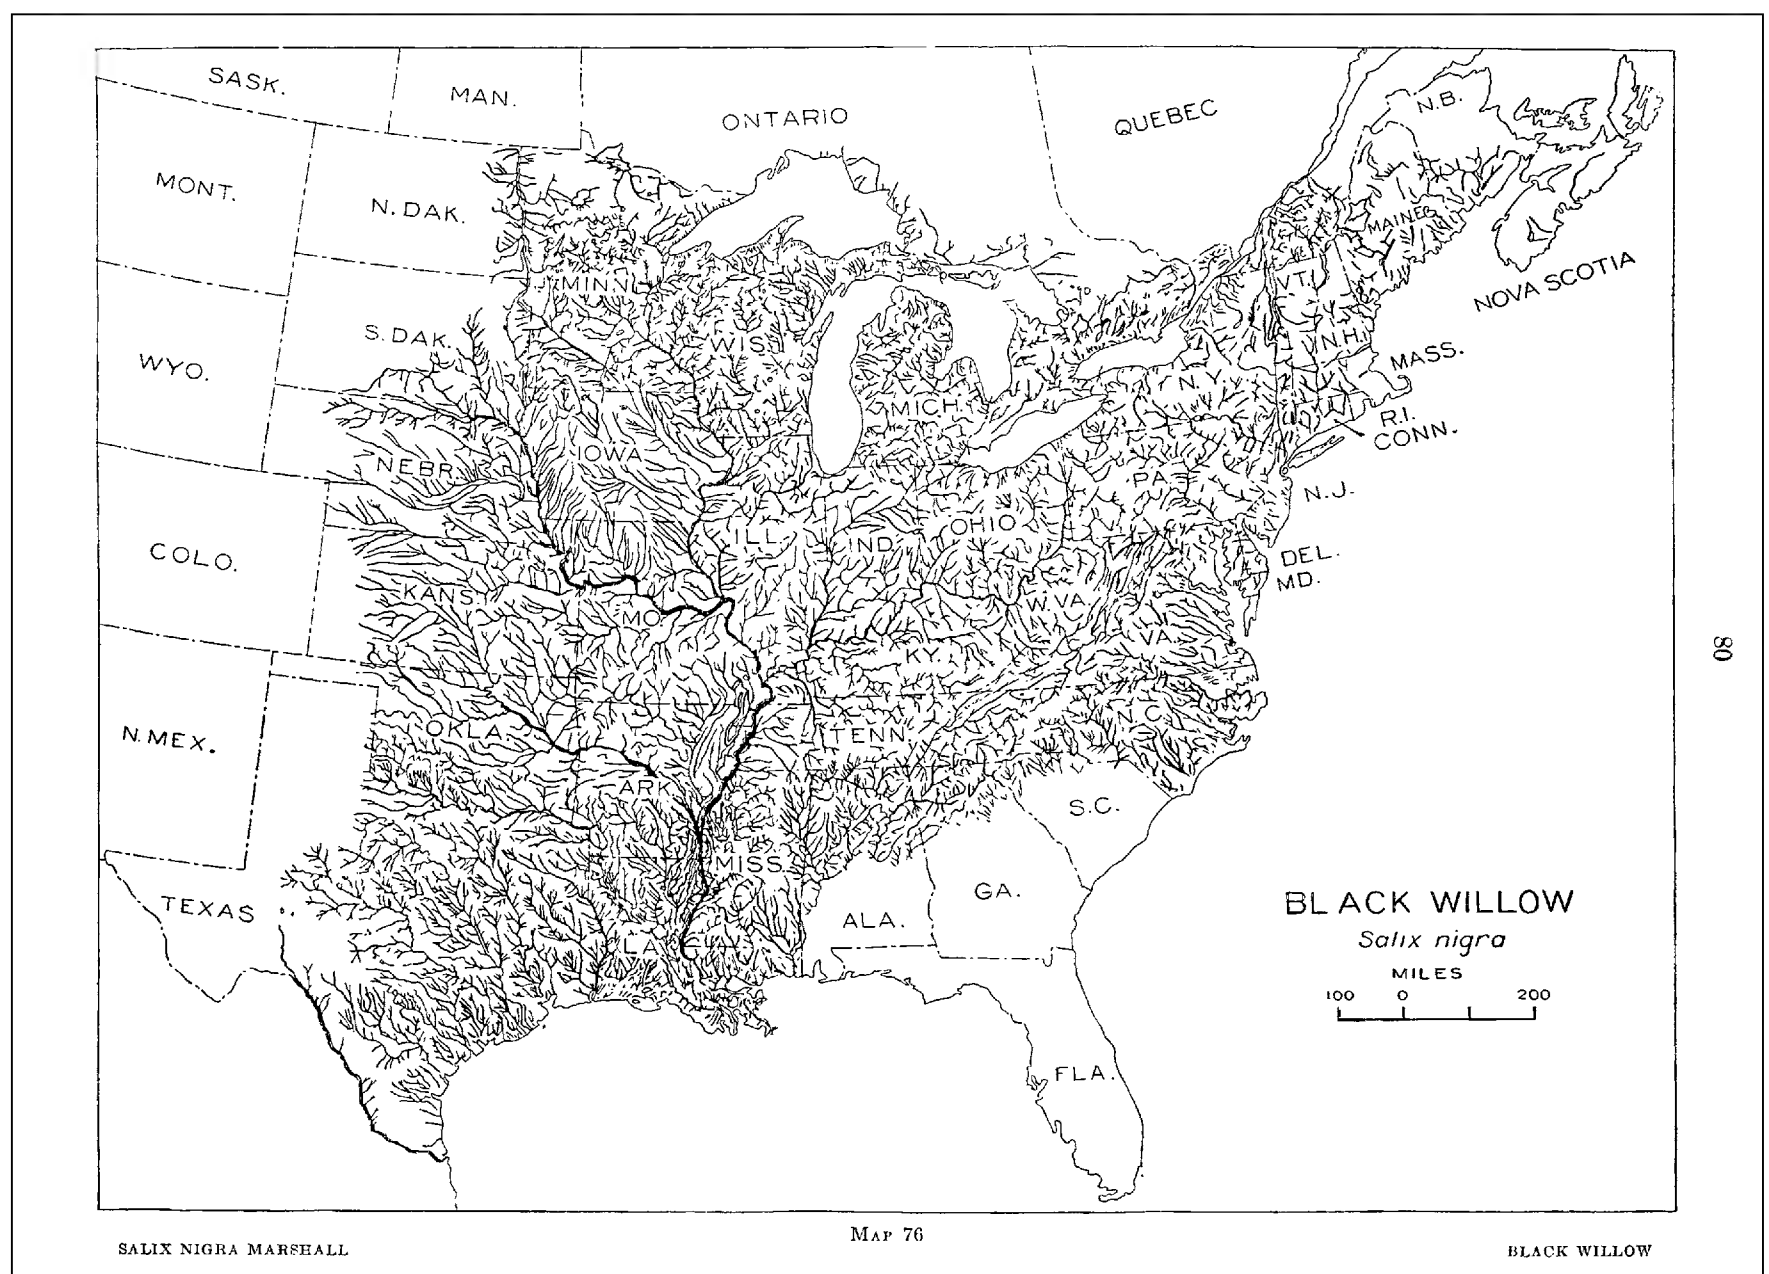 SASK.
MAN.
ONTARIO
QUEBEC
N.B.
MONT.
N. DAK.
MAINE
NOVA SCOTIA
MINN.
VT.
S. DAK.
WIS.
N.H.
MASS.
WYO.
N.Y.
MICH.
R.I.
CONN.
NEBR.
IOWA
PA.
N.J.
OHIO
ILL.
IND.
COLO.
DEL.
MD.
KANS.
MO.
W.VA.
VA.
KY.
80
N.MEX.
OKLA.
TENN.
N.C.
ARK.
S.C.
MISS.
GA.
TEXAS
ALA.
LA.
BLACK WILLOW
Salix nigra
MILES
100 0 200
FLA.
MAP 76
SALIX NIGRA MARSHALL
BLACK WILLOW